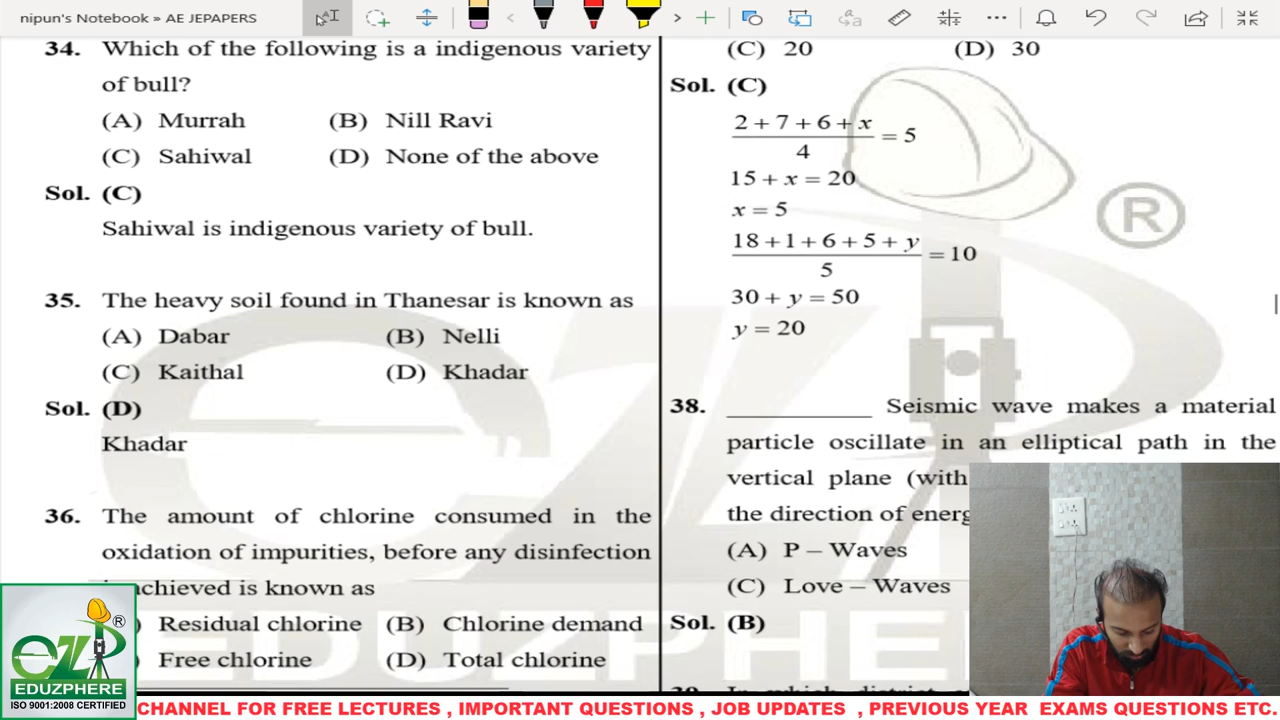 nipun's Notebook » AE JEPAPERS
34. Which of the following is a indigenous variety
of bull?
(A) Murrah (B) Nill Ravi
(C) Sahiwal (D) None of the above
Sol. (C)
Sahiwal is indigenous variety of bull.
35. The heavy soil found in Thanesar is known as
(A) Dabar (B) Nelli
(C) Kaithal (D) Khadar
Sol. (D)
Khadar
36. The amount of chlorine consumed in the
oxidation of impurities, before any disinfection
achieved is known as
Residual chlorine (B) Chlorine demand
Free chlorine (D) Total chlorine
(C) 20 (D) 30
Sol. (C)
2 + 7 + 6 + x
4
= 5
15 + x = 20
x = 5
18 + 1 + 6 + 5 + y
5
= 10
30 + y = 50
y = 20
38. __________ Seismic wave makes a material
particle oscillate in an elliptical path in the
vertical plane (with
the direction of energ
(A) P – Waves
(C) Love – Waves
Sol. (B)
R
EDUZPHERE
EZ
R
EDUZPHERE
ISO 9001:2008 CERTIFIED
CHANNEL FOR FREE LECTURES , IMPORTANT QUESTIONS , JOB UPDATES , PREVIOUS YEAR EXAMS QUESTIONS ETC.